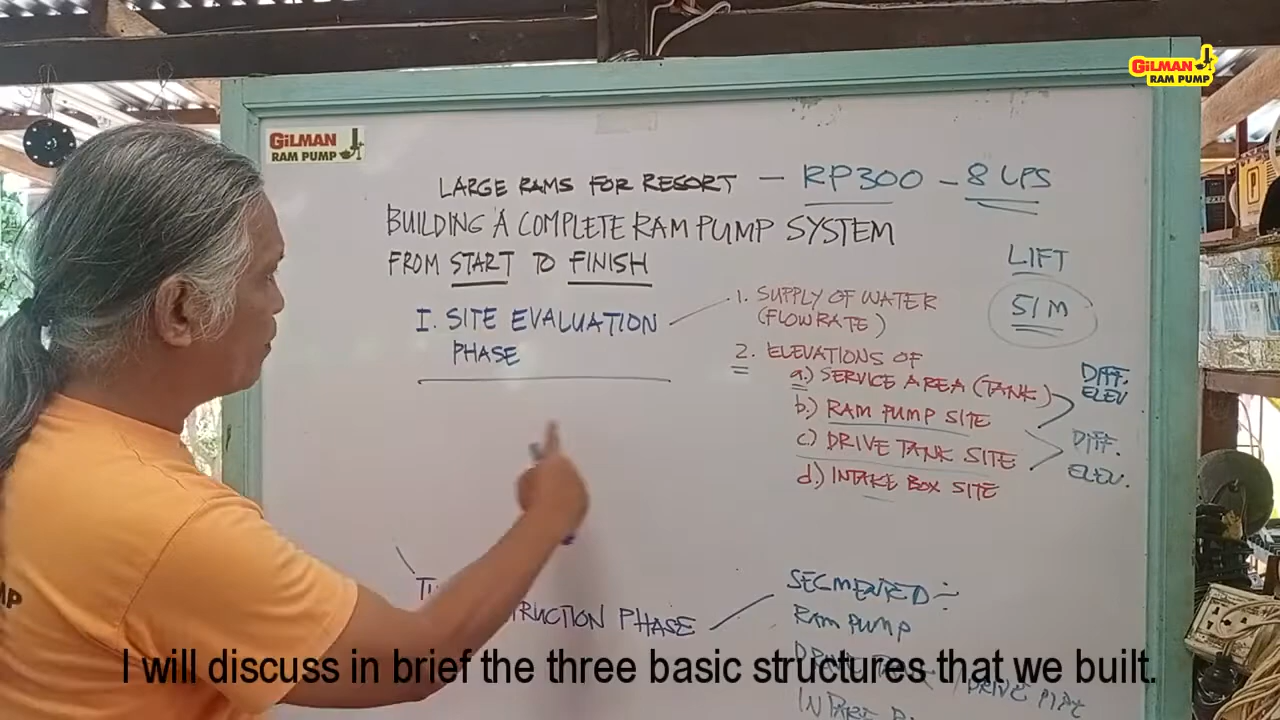 GILMAN
RAM PUMP
GILMAN
RAM PUMP
LARGE RAMS FOR RESORT — RP300 - 8 LPS
BUILDING A COMPLETE RAM PUMP SYSTEM
FROM START TO FINISH
LIFT
51 M
I. SITE EVALUATION
PHASE
1. SUPPLY OF WATER
(FLOWRATE)
2. ELEVATIONS OF
a.) SERVICE AREA (TANK)
b.) RAM PUMP SITE
c.) DRIVE TANK SITE
d.) INTAKE BOX SITE
DIFF.
ELEV
DIFF.
ELEV.
PHASE
SEGMENTED :-
RAM PUMP
DRIVE PIPE
I will discuss in brief the three basic structures that we built.